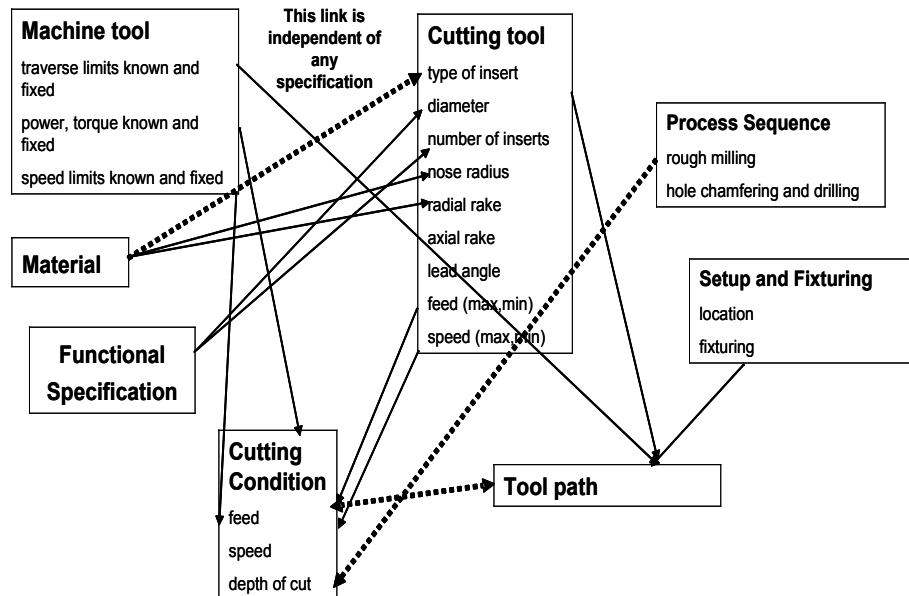 Machine tool
traverse limits known and
fixed
power, torque known and
fixed
speed limits known and fixed
This link is
independent of
any
specification
Cutting tool
type of insert
diameter
number of inserts
nose radius
radial rake
axial rake
lead angle
feed (max,min)
speed (max,min)
Process Sequence
rough milling
hole chamfering and drilling
Material
Setup and Fixturing
location
fixturing
Functional
Specification
Cutting
Condition
feed
speed
depth of cut
Tool path